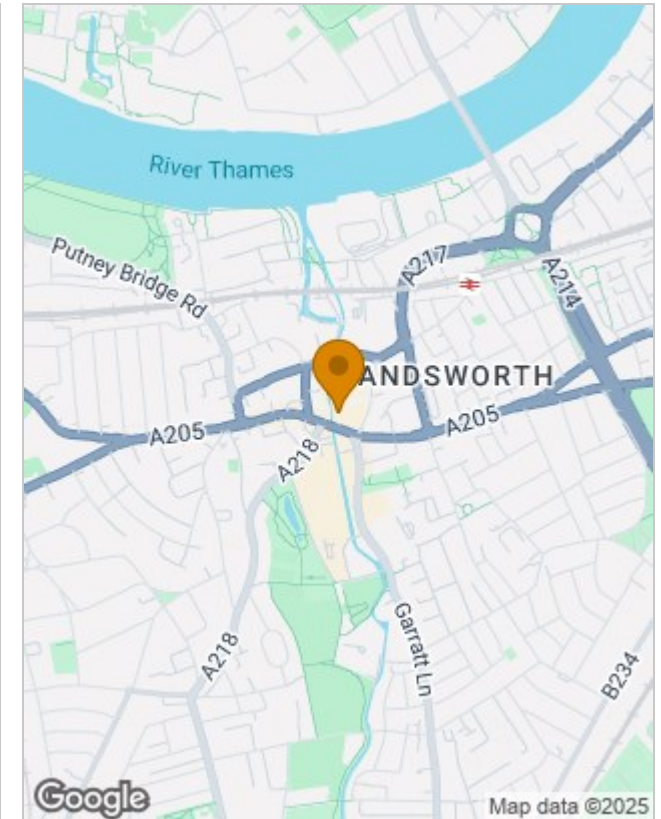 River Thames
Putney Bridge Rd
A217
A214
ANDSWORTH
A205
A205
A218
Garratt Ln
A218
B234
Google
Map data ©2025